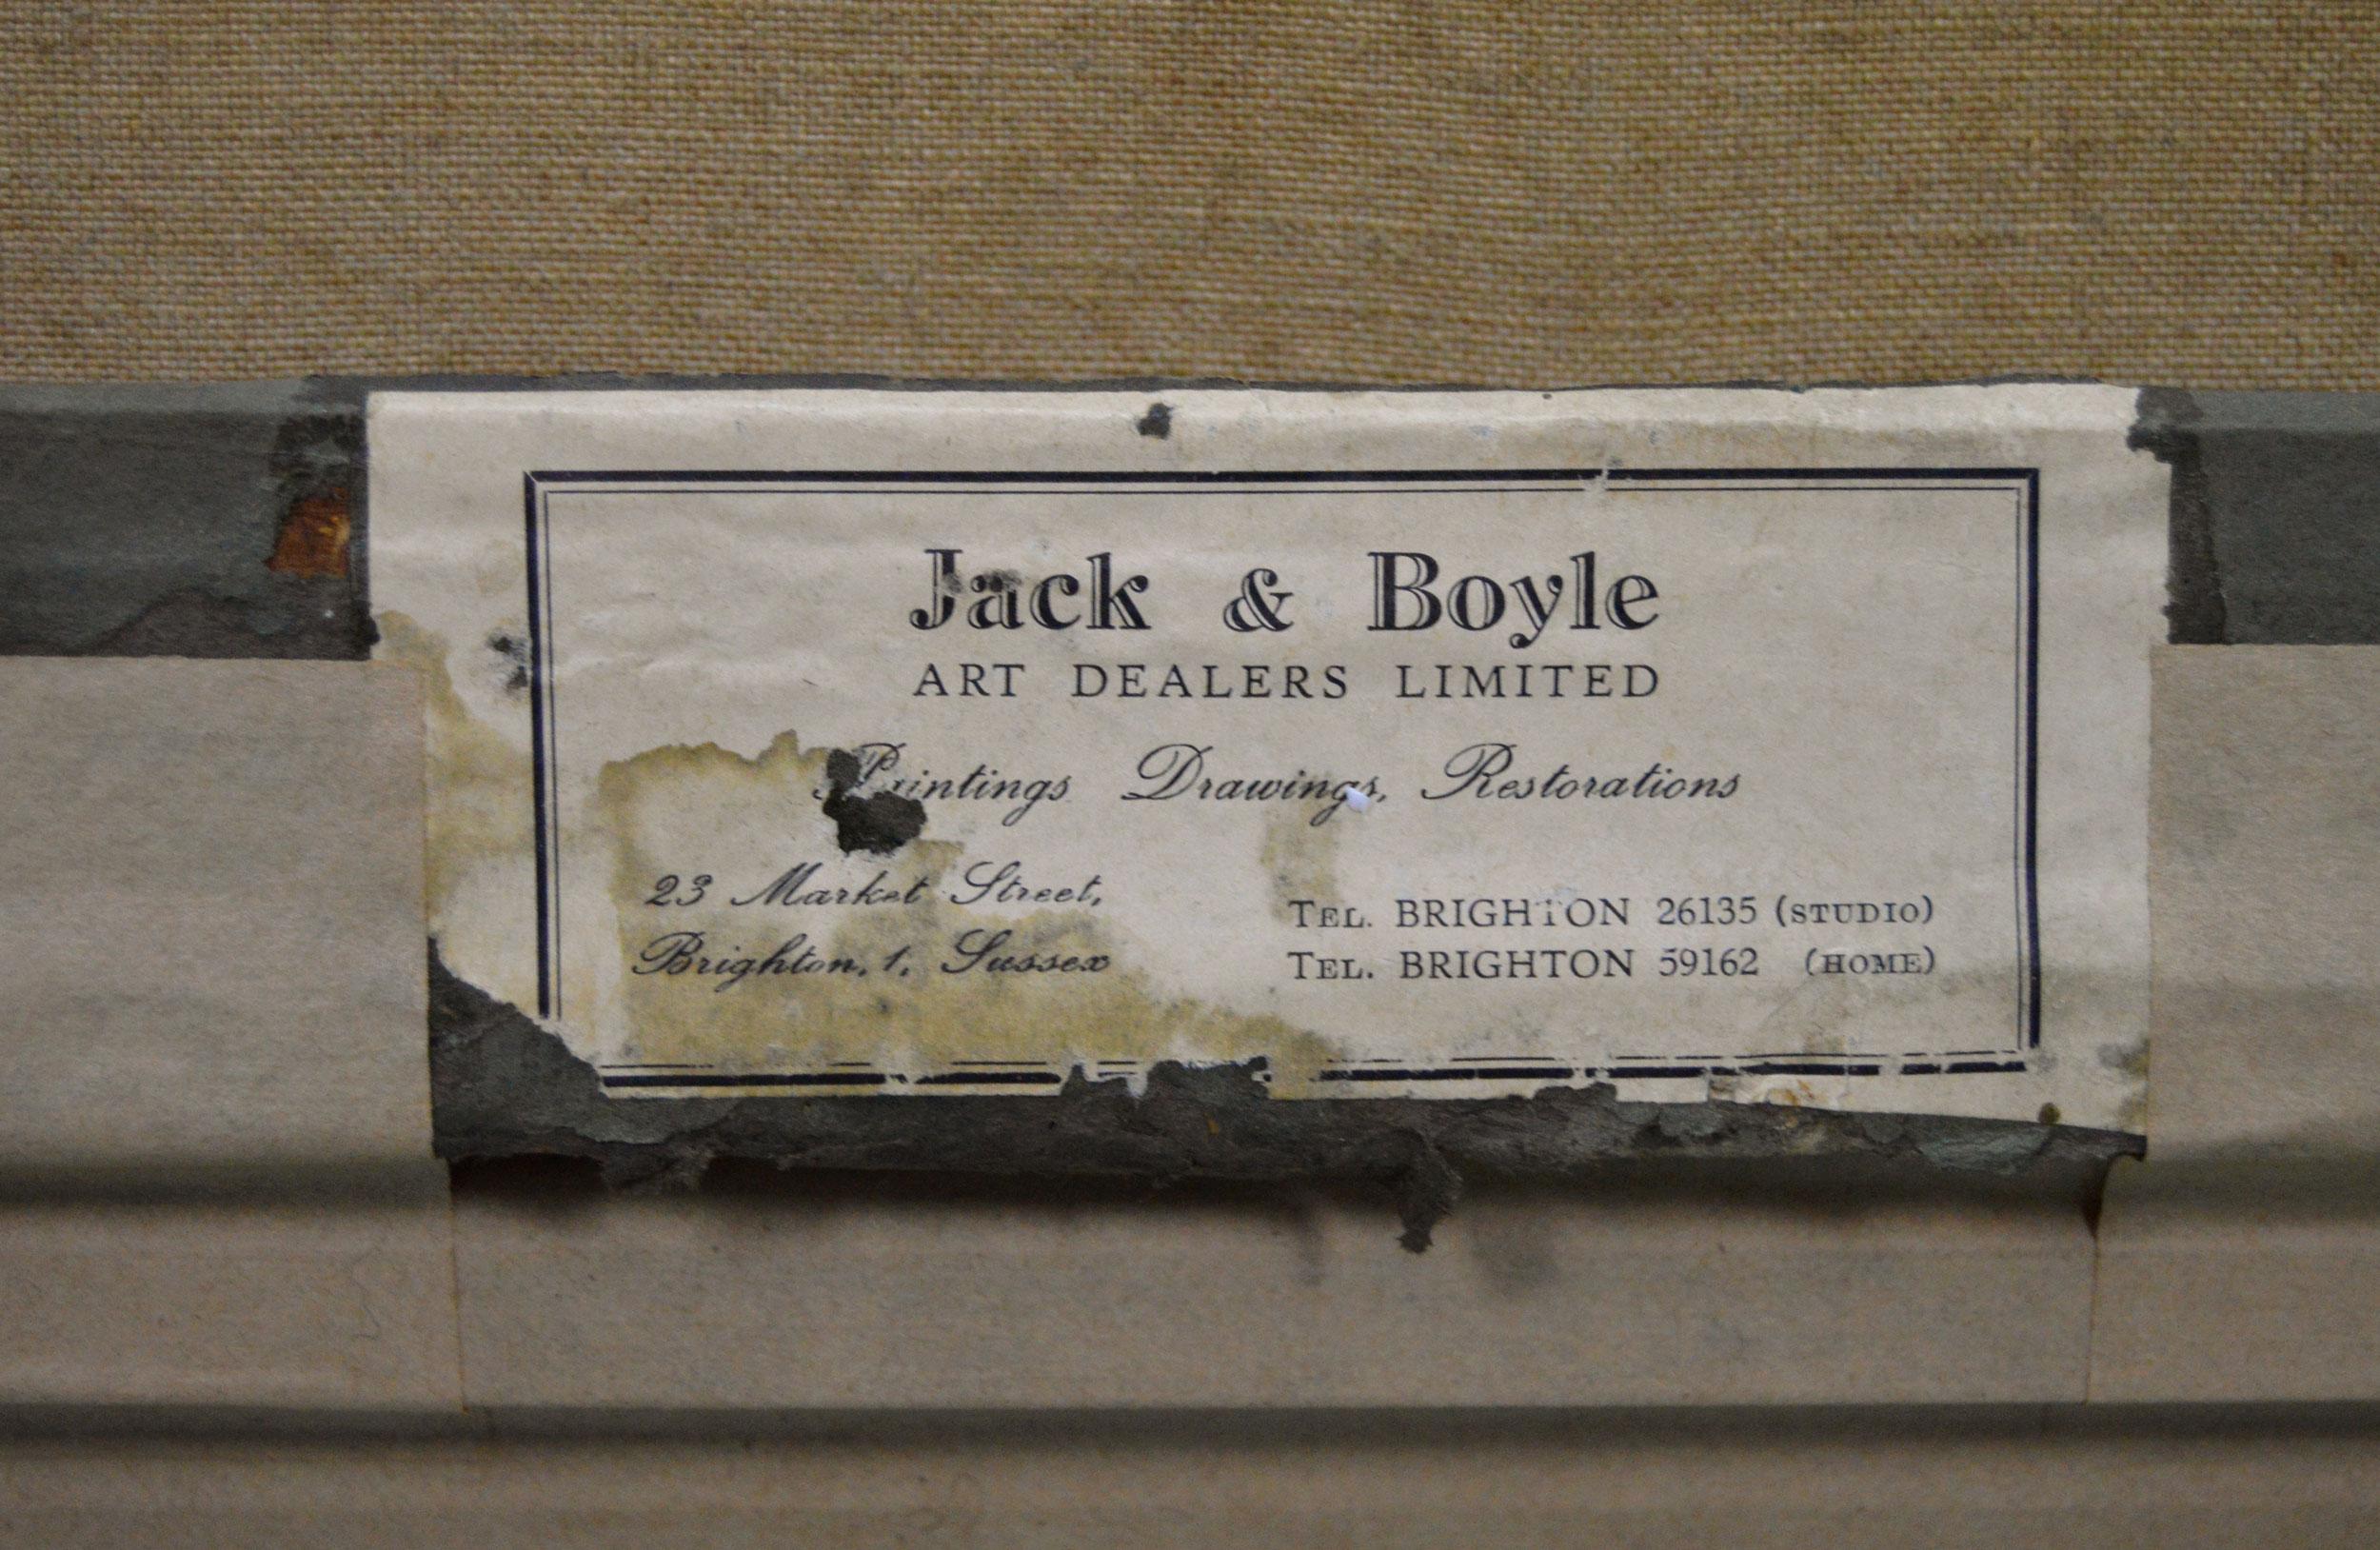 Jack & Boyle
ART DEALERS LIMITED
Paintings Drawings, Restorations
23 Market Street,
Brighton, 1, Sussex
TEL. BRIGHTON 26135 (STUDIO)
TEL. BRIGHTON 59162 (HOME)